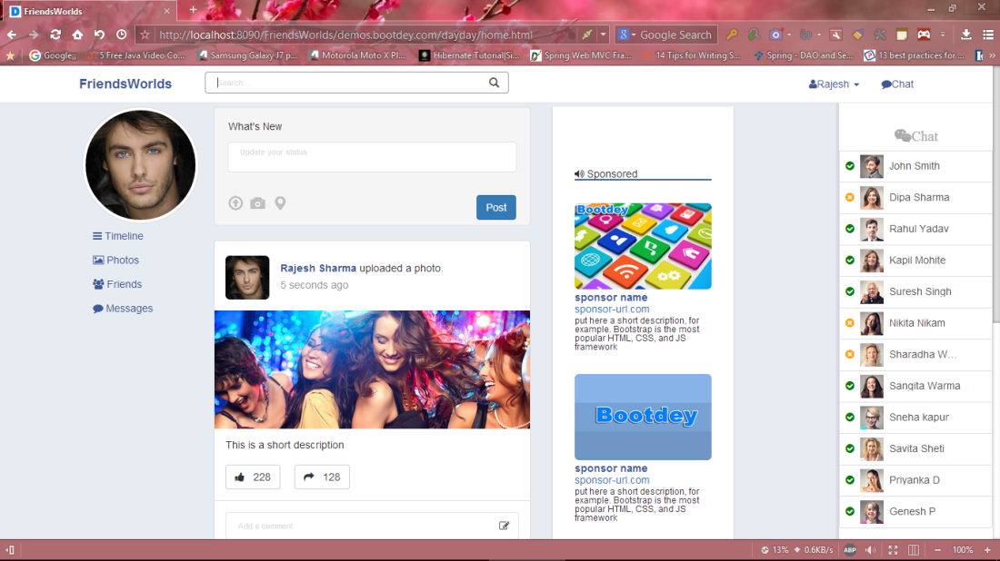 FriendsWorlds
http://localhost:8090/FriendsWorlds/demos.bootdey.com/dayday/home.html
Google Search
Google¡¡
5 Free Java Video Co...
Samsung Galaxy J7 p...
Motorola Moto X Pl...
Hibernate Tutorial|Si...
Spring Web MVC Fra...
14 Tips for Writing S...
Spring - DAO and Se...
13 best practices for ...
FriendsWorlds
Search...
Rajesh
Chat
What's New
Update your status
Post
Timeline
Photos
Friends
Messages
Rajesh Sharma uploaded a photo.
5 seconds ago
This is a short description
228
128
Add a comment
Sponsored
Bootdey
sponsor name
sponsor-url.com
put here a short description, for
example. Bootstrap is the most
popular HTML, CSS, and JS
framework
Bootdey
sponsor name
sponsor-url.com
put here a short description, for
example. Bootstrap is the most
popular HTML, CSS, and JS
framework
Chat
John Smith
Dipa Sharma
Rahul Yadav
Kapil Mohite
Suresh Singh
Nikita Nikam
Sharadha W...
Sangita Warma
Sneha kapur
Savita Sheti
Priyanka D
Genesh P
13%
0.6KB/s
ABP
100%